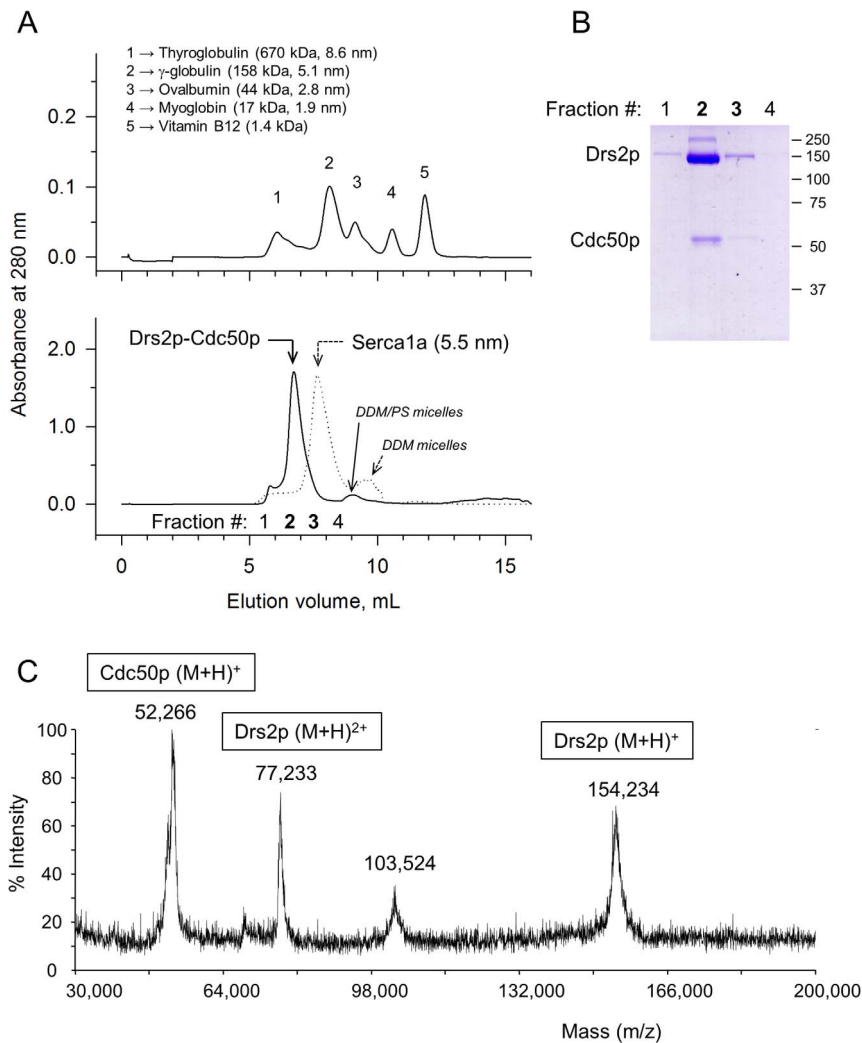 A
1 → Thyroglobulin (670 kDa, 8.6 nm)
2 → γ-globulin (158 kDa, 5.1 nm)
3 → Ovalbumin (44 kDa, 2.8 nm)
4 → Myoglobin (17 kDa, 1.9 nm)
5 → Vitamin B12 (1.4 kDa)
0.2
0.1
0.0
1
2
3
4
5
Absorbance at 280 nm
Drs2p-Cdc50p
Serca1a (5.5 nm)
DDM/PS micelles
DDM micelles
2.0
1.0
0.0
Fraction #: 1 2 3 4
0 5 10 15
Elution volume, mL
B
Fraction #: 1 2 3 4
Drs2p
Cdc50p
250
150
100
75
50
37
C
Cdc50p (M+H)⁺
52,266
Drs2p (M+H)²⁺
77,233
103,524
Drs2p (M+H)⁺
154,234
% Intensity
100
80
60
40
20
0
30,000 64,000 98,000 132,000 166,000 200,000
Mass (m/z)